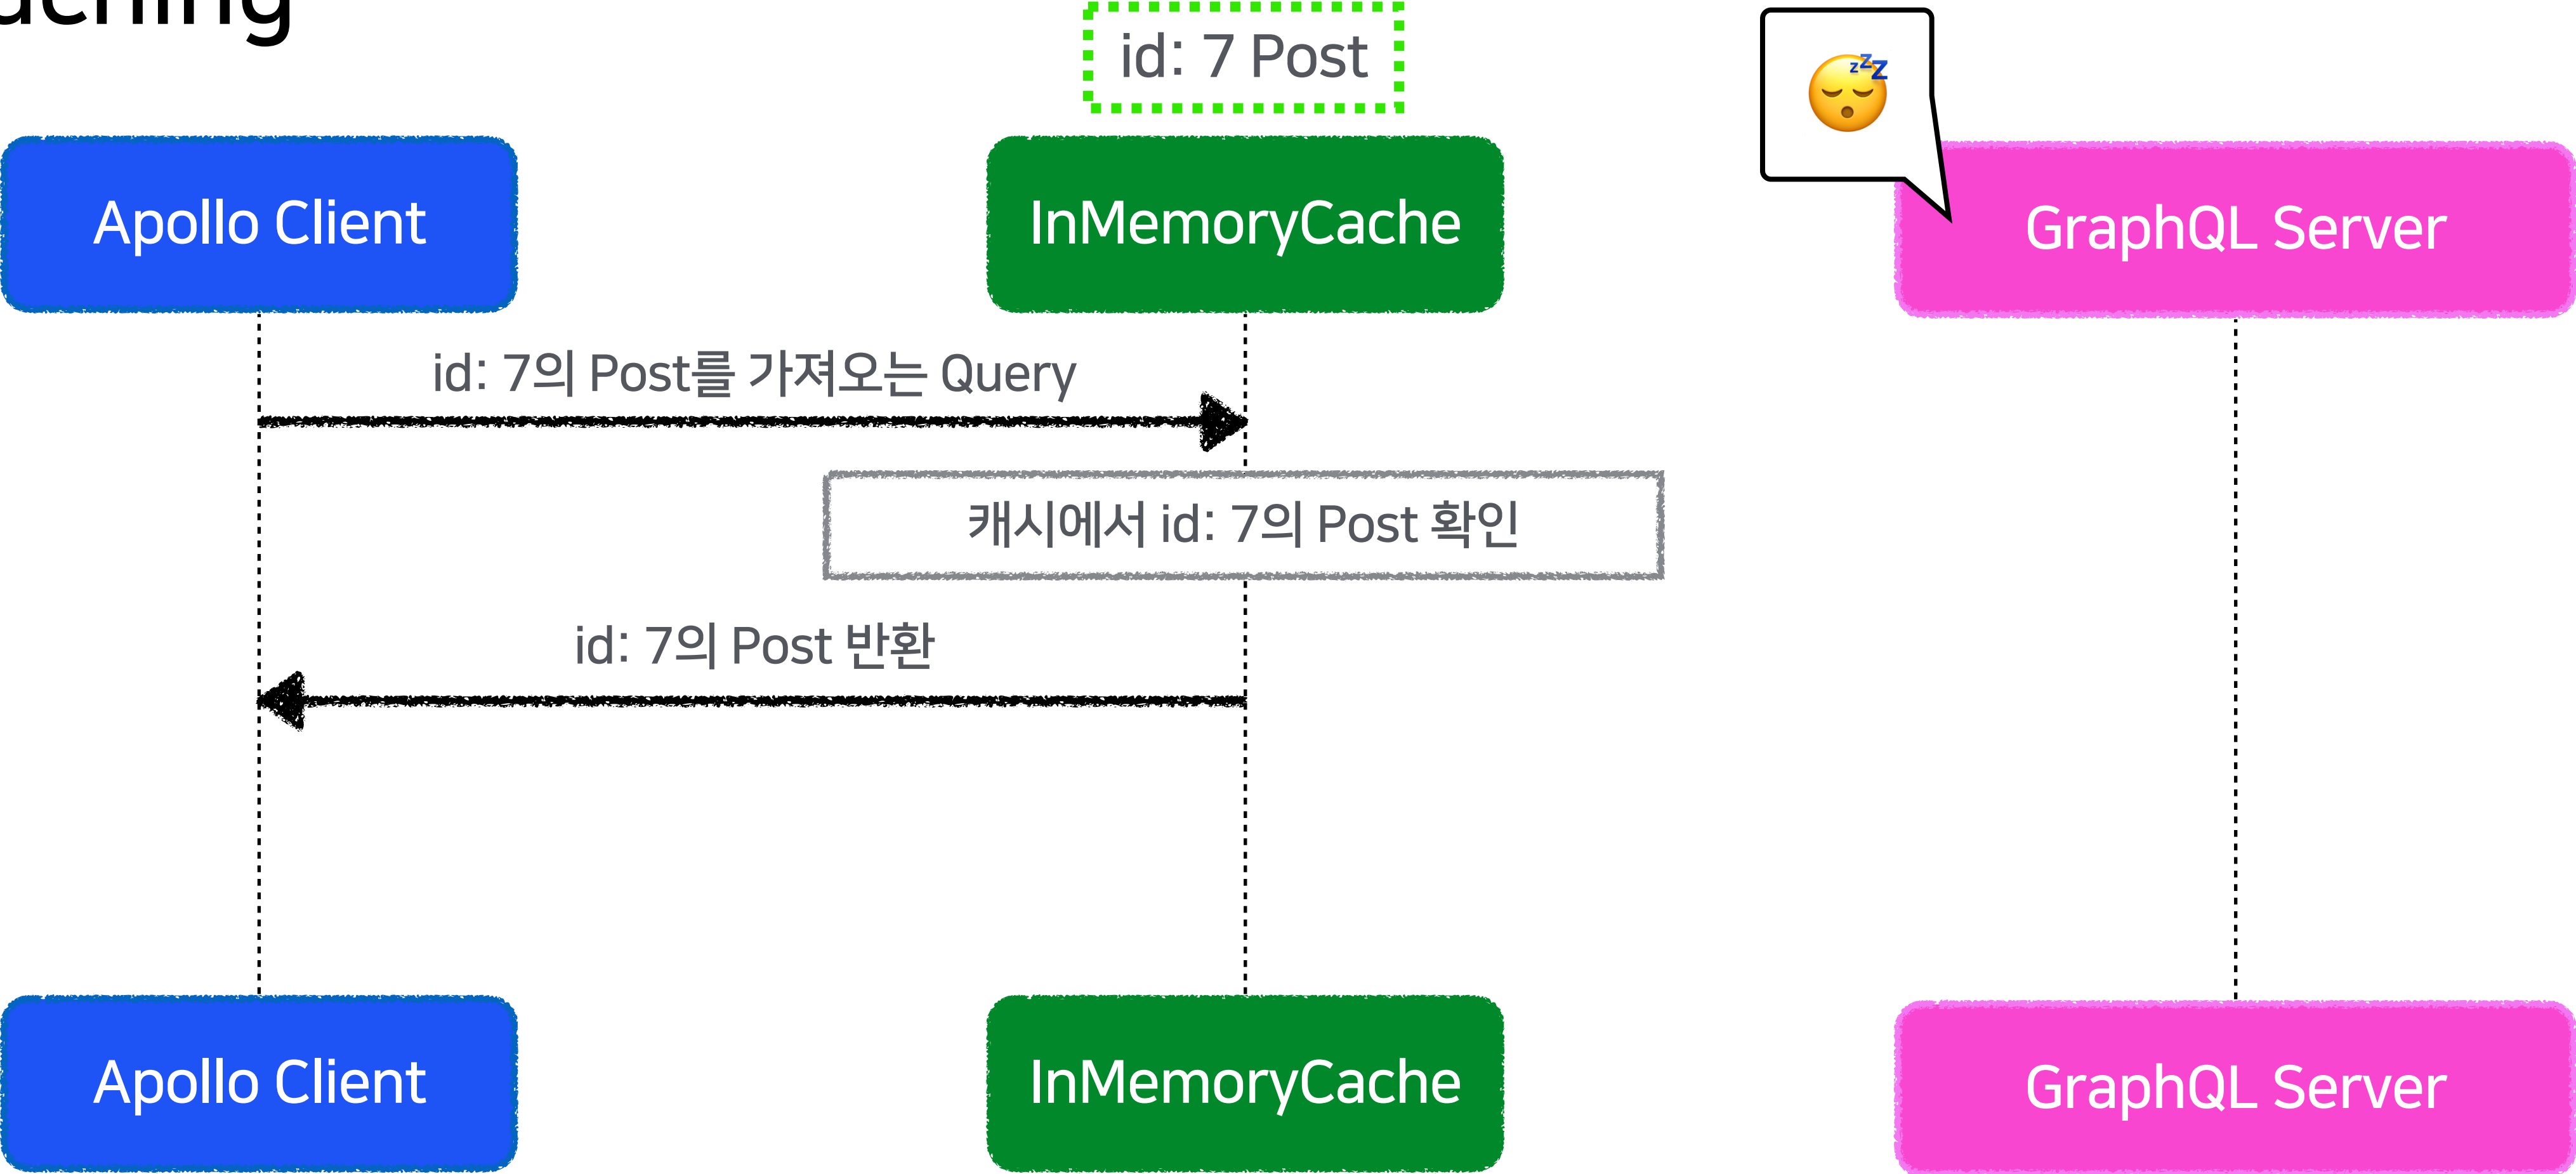 id: 7 Post
Apollo Client
InMemoryCache
GraphQL Server
id: 7의 Post를 가져오는 Query
캐시에서 id: 7의 Post 확인
id: 7의 Post 반환
Apollo Client
InMemoryCache
GraphQL Server